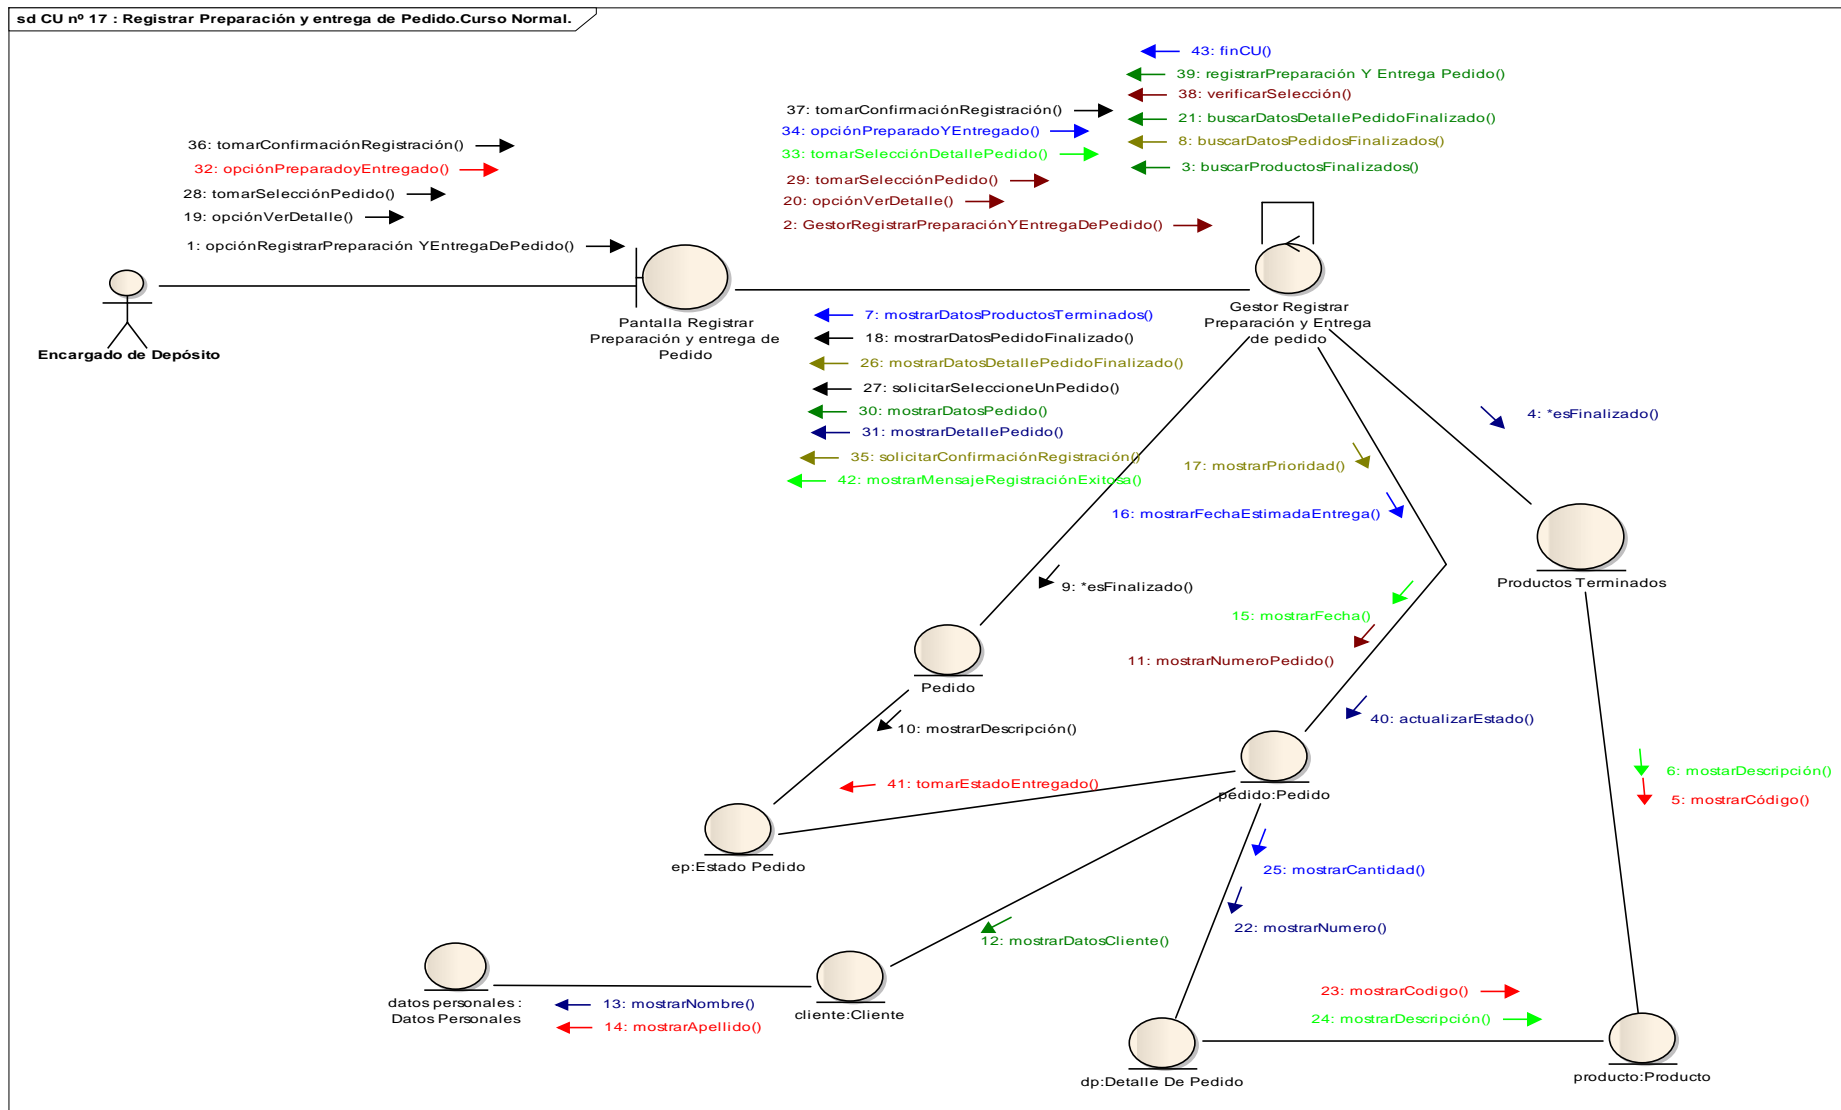 sd CU nº 17 : Registrar Preparación y entrega de Pedido.Curso Normal.
43: finCU()
39: registrarPreparación Y Entrega Pedido()
38: verificarSelección()
21: buscarDatosDetallePedidoFinalizado()
8: buscarDatosPedidosFinalizados()
3: buscarProductosFinalizados()
37: tomarConfirmaciónRegistración()
34: opciónPreparadoYEntregado()
33: tomarSelecciónDetallePedido()
29: tomarSelecciónPedido()
20: opciónVerDetalle()
2: GestorRegistrarPreparaciónYEntregaDePedido()
36: tomarConfirmaciónRegistración()
32: opciónPreparadoyEntregado()
28: tomarSelecciónPedido()
19: opciónVerDetalle()
1: opciónRegistrarPreparación YEntregaDePedido()
Encargado de Depósito
Pantalla Registrar
Preparación y entrega de
Pedido
Gestor Registrar
Preparación y Entrega
de pedido
7: mostrarDatosProductosTerminados()
18: mostrarDatosPedidoFinalizado()
26: mostrarDatosDetallePedidoFinalizado()
27: solicitarSeleccioneUnPedido()
30: mostrarDatosPedido()
31: mostrarDetallePedido()
35: solicitarConfirmaciónRegistración()
42: mostrarMensajeRegistraciónExitosa()
4: *esFinalizado()
17: mostrarPrioridad()
16: mostrarFechaEstimadaEntrega()
Productos Terminados
9: *esFinalizado()
15: mostrarFecha()
11: mostrarNumeroPedido()
Pedido
40: actualizarEstado()
10: mostrarDescripción()
6: mostarDescripción()
5: mostrarCódigo()
41: tomarEstadoEntregado()
pedido:Pedido
ep:Estado Pedido
25: mostrarCantidad()
22: mostrarNumero()
12: mostrarDatosCliente()
datos personales :
Datos Personales
13: mostrarNombre()
14: mostrarApellido()
cliente:Cliente
23: mostrarCodigo()
24: mostrarDescripción()
dp:Detalle De Pedido
producto:Producto